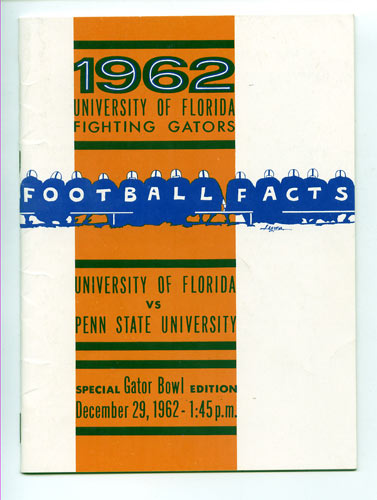 1962
UNIVERSITY OF FLORIDA
FIGHTING GATORS
FOOTBALL FACTS
UNIVERSITY OF FLORIDA
VS
PENN STATE UNIVERSITY
SPECIAL Gator Bowl EDITION
December 29, 1962 - 1:45 p.m.